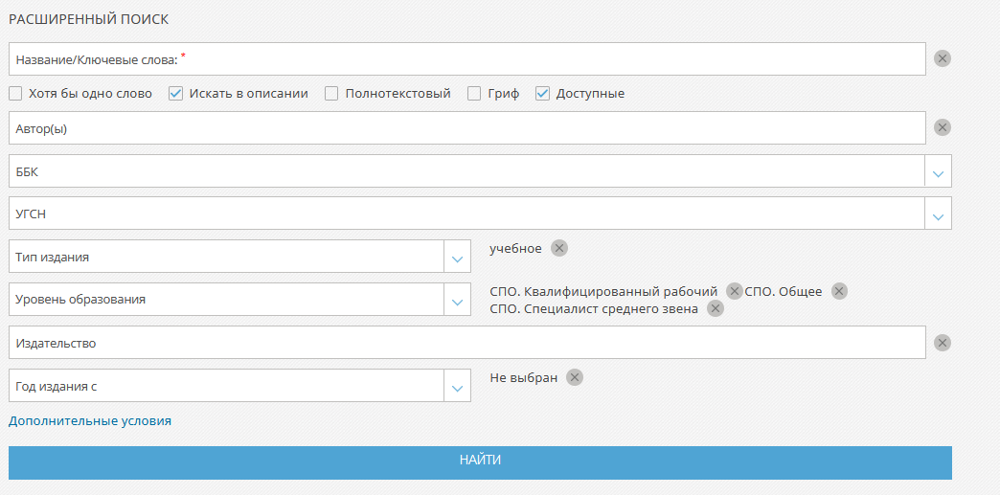 РАСШИРЕННЫЙ ПОИСК
Название/Ключевые слова: *
Хотя бы одно слово Искать в описании Полнотекстовый Гриф Доступные
Автор(ы)
ББК
УГСН
Тип издания учебное
Уровень образования СПО. Квалифицированный рабочий СПО. Общее
СПО. Специалист среднего звена
Издательство
Год издания с Не выбран
Дополнительные условия
НАЙТИ